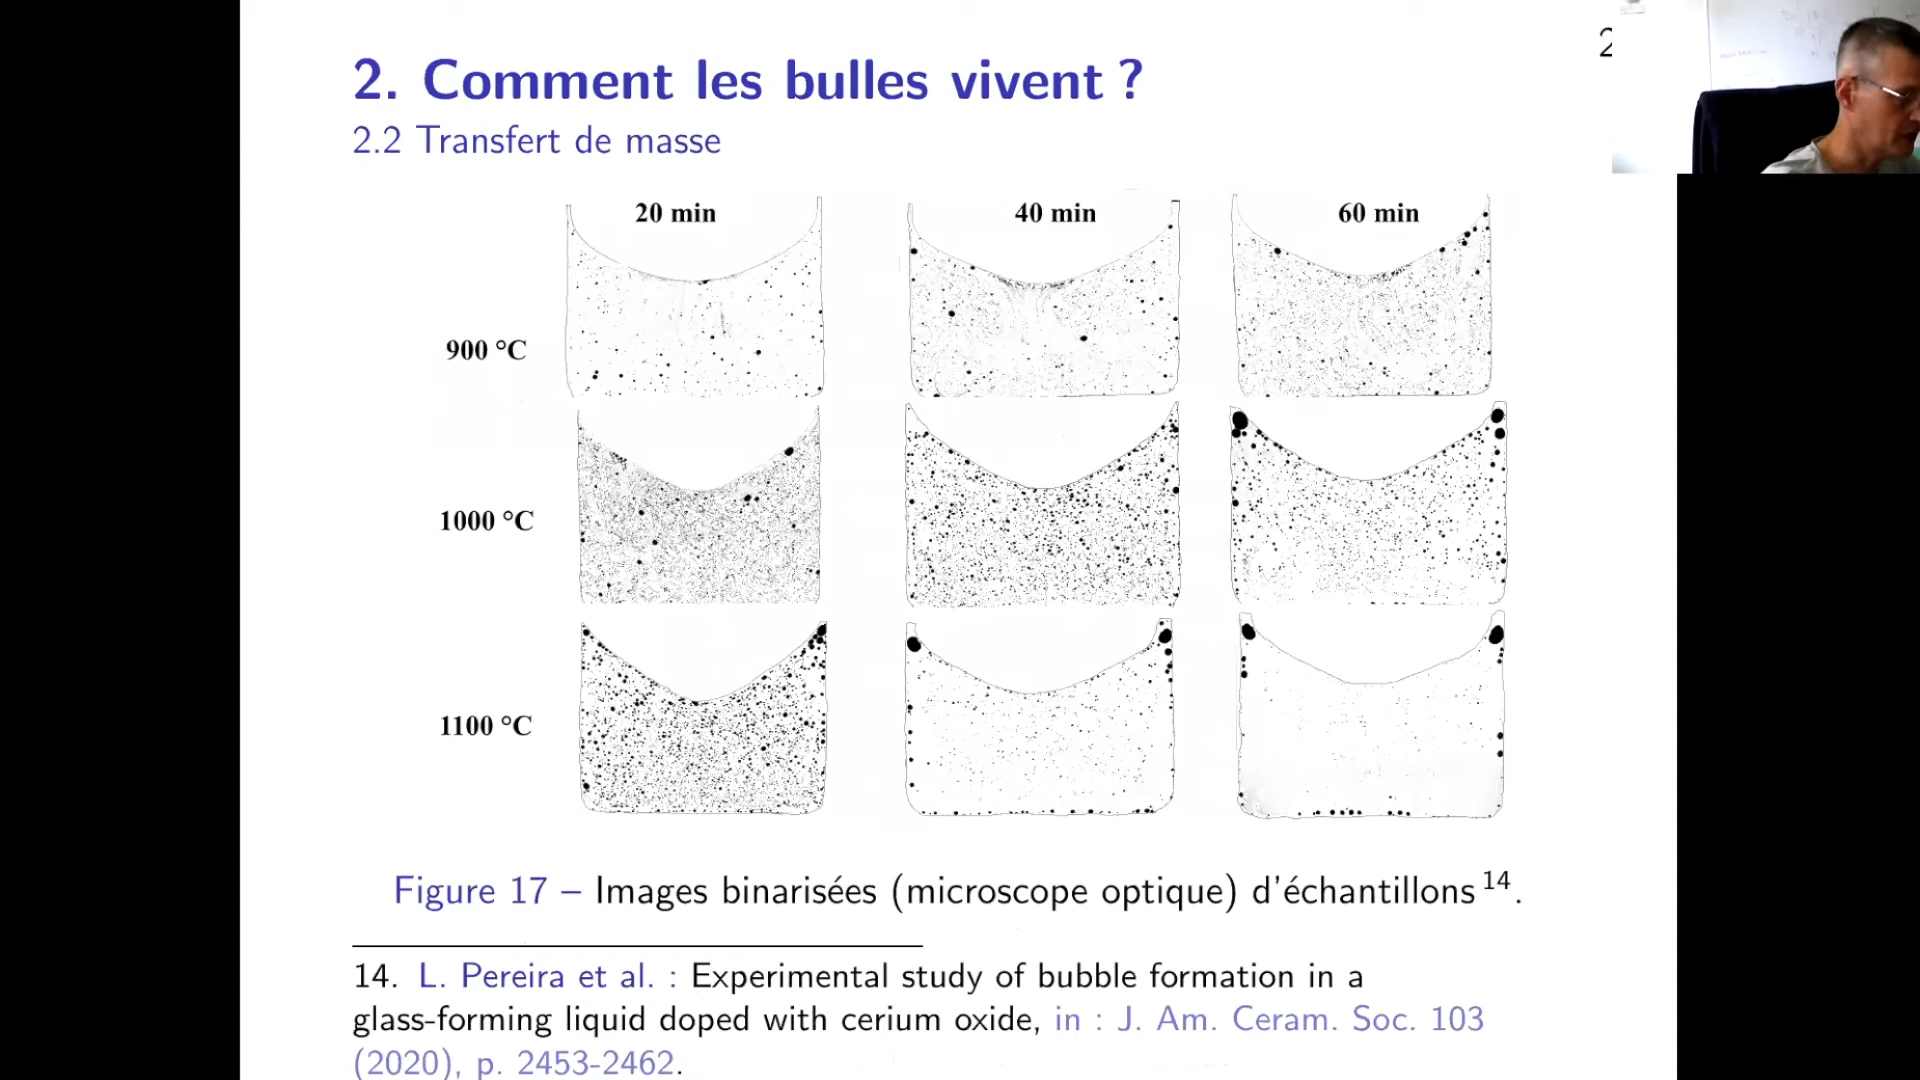 2. Comment les bulles vivent ?
2
2.2 Transfert de masse
20 min 40 min 60 min
900 °C
1000 °C
1100 °C
Figure 17 – Images binarisées (microscope optique) d'échantillons 14.
14. L. Pereira et al. : Experimental study of bubble formation in a
glass-forming liquid doped with cerium oxide, in : J. Am. Ceram. Soc. 103
(2020), p. 2453-2462.